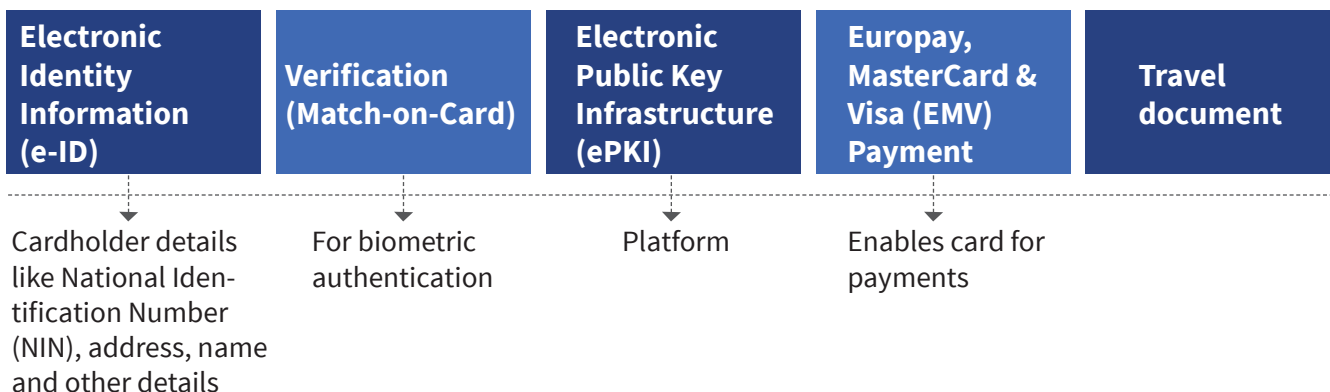 Electronic
Identity
Information
(e-ID)
Verification
(Match-on-Card)
Electronic
Public Key
Infrastructure
(ePKI)
Europay,
MasterCard &
Visa (EMV)
Payment
Travel
document
Cardholder details
like National Iden-
tification Number
(NIN), address, name
and other details
For biometric
authentication
Platform
Enables card for
payments